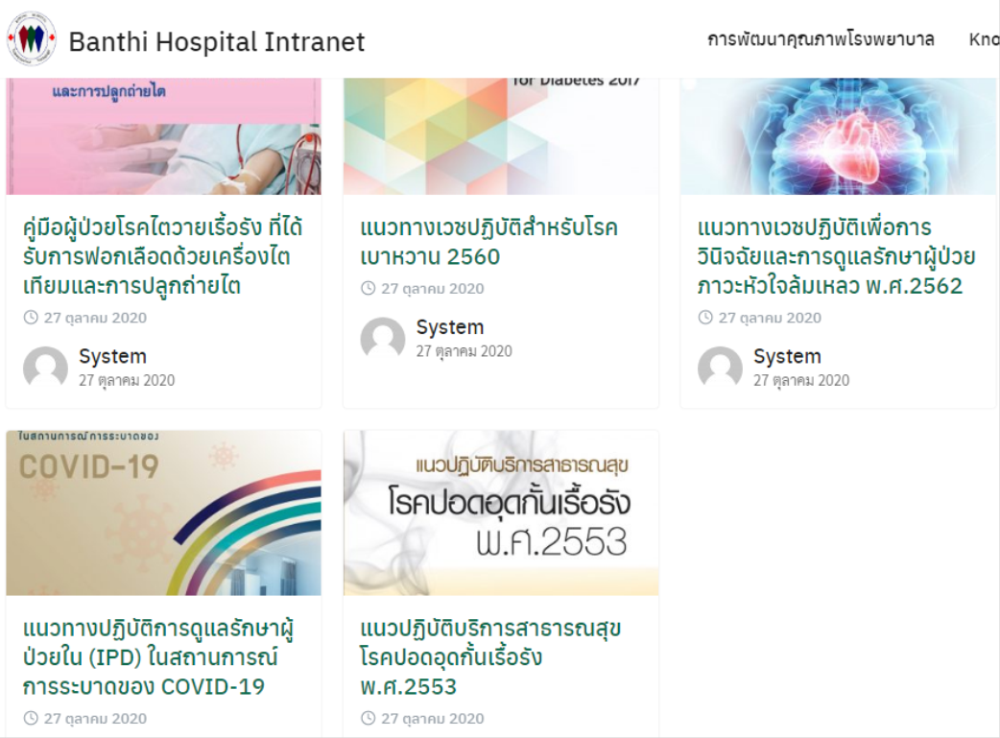 Banthi Hospital Intranet
การพัฒนาคุณภาพโรงพยาบาล
Kno
และการปลูกถ่ายไต
for Diabetes 2017
คู่มือผู้ป่วยโรคไตวายเรื้อรัง ที่ได้
รับการฟอกเลือดด้วยเครื่องไต
เทียมและการปลูกถ่ายไต
27 ตุลาคม 2020
System
27 ตุลาคม 2020
แนวทางเวชปฏิบัติสำหรับโรค
เบาหวาน 2560
27 ตุลาคม 2020
System
27 ตุลาคม 2020
แนวทางเวชปฏิบัติเพื่อการ
วินิจฉัยและการดูแลรักษาผู้ป่วย
ภาวะหัวใจล้มเหลว พ.ศ.2562
27 ตุลาคม 2020
System
27 ตุลาคม 2020
ในสถานการณ์การระบาดของ
COVID-19
แนวทางปฏิบัติการดูแลรักษาผู้
ป่วยใน (IPD) ในสถานการณ์
การระบาดของ COVID-19
27 ตุลาคม 2020
แนวปฏิบัติบริการสาธารณสุข
โรคปอดอุดกั้นเรื้อรัง
พ.ศ.2553
แนวปฏิบัติบริการสาธารณสุข
โรคปอดอุดกั้นเรื้อรัง
พ.ศ.2553
27 ตุลาคม 2020